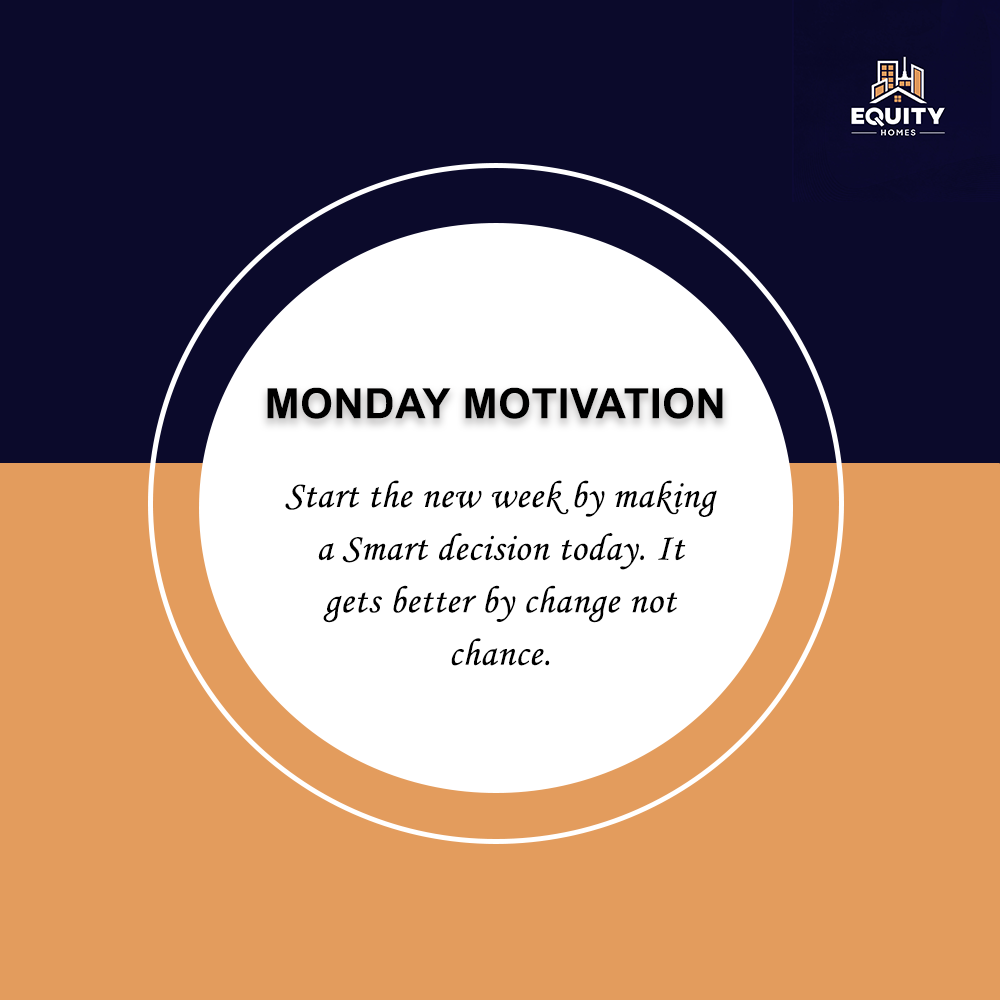 EQUITY
HOMES
MONDAY MOTIVATION
Start the new week by making
a Smart decision today. It
gets better by change not
chance.